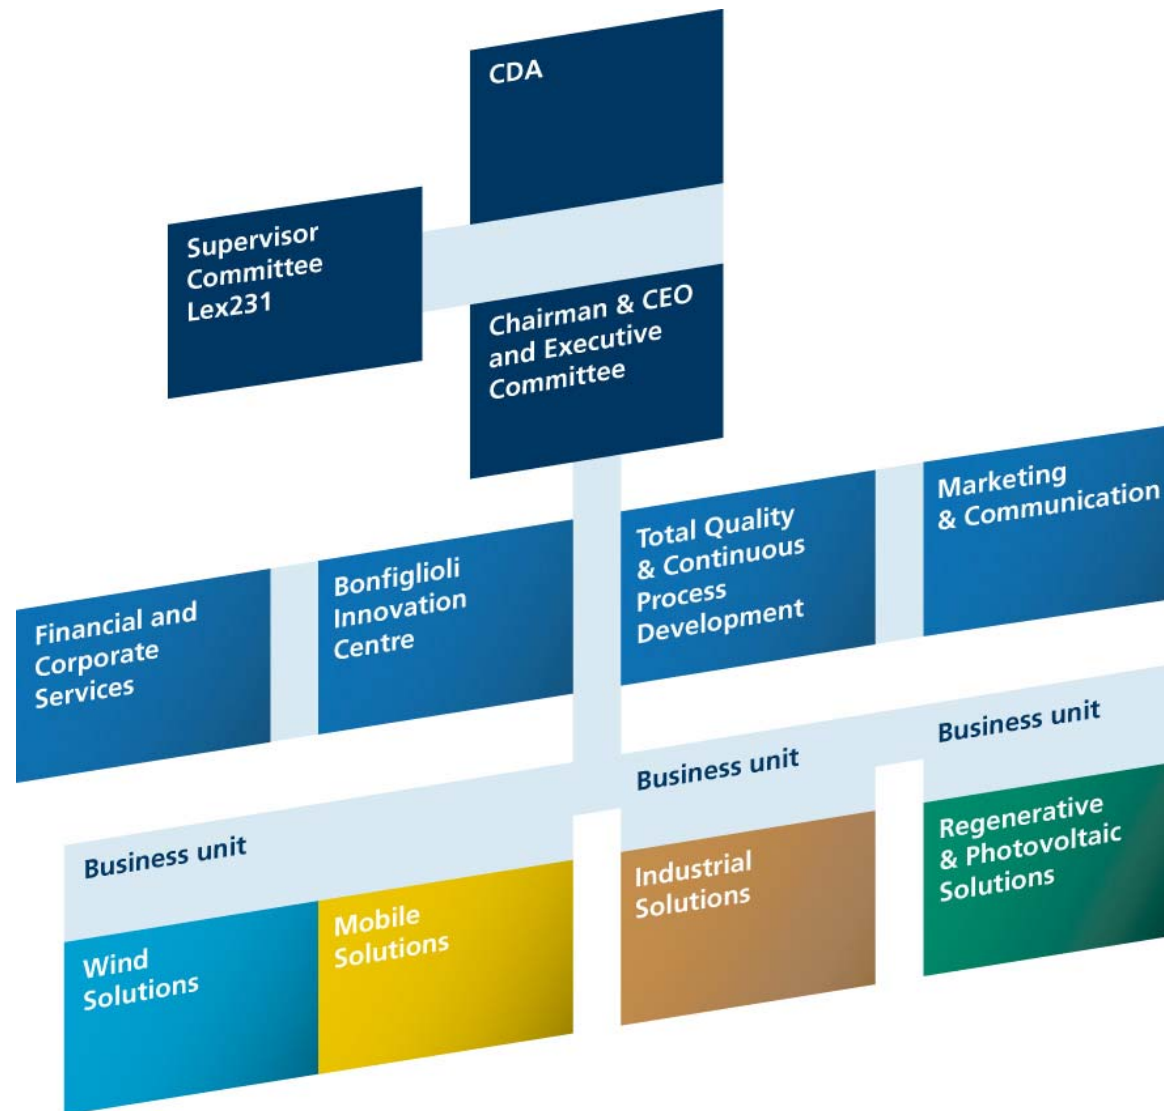 CDA
Supervisor
Committee
Lex231
Chairman & CEO
and Executive
Committee
Financial and
Corporate
Services
Bonfiglioli
Innovation
Centre
Total Quality
& Continuous
Process
Development
Marketing
& Communication
Business unit
Wind
Solutions
Mobile
Solutions
Business unit
Industrial
Solutions
Business unit
Regenerative
& Photovoltaic
Solutions